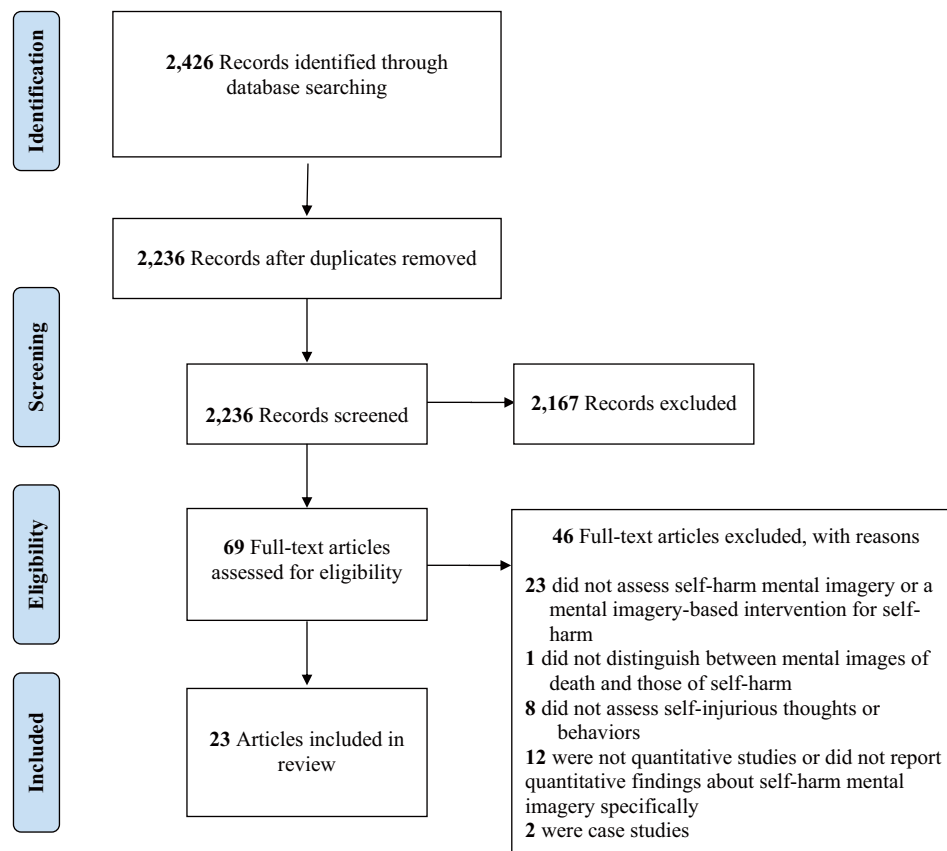 Identification
2,426 Records identified through
database searching
2,236 Records after duplicates removed
Screening
2,236 Records screened
2,167 Records excluded
Eligibility
69 Full-text articles
assessed for eligibility
46 Full-text articles excluded, with reasons
23 did not assess self-harm mental imagery or a
mental imagery-based intervention for self-
harm
1 did not distinguish between mental images of
death and those of self-harm
8 did not assess self-injurious thoughts or
behaviors
12 were not quantitative studies or did not report
quantitative findings about self-harm mental
imagery specifically
2 were case studies
Included
23 Articles included in
review